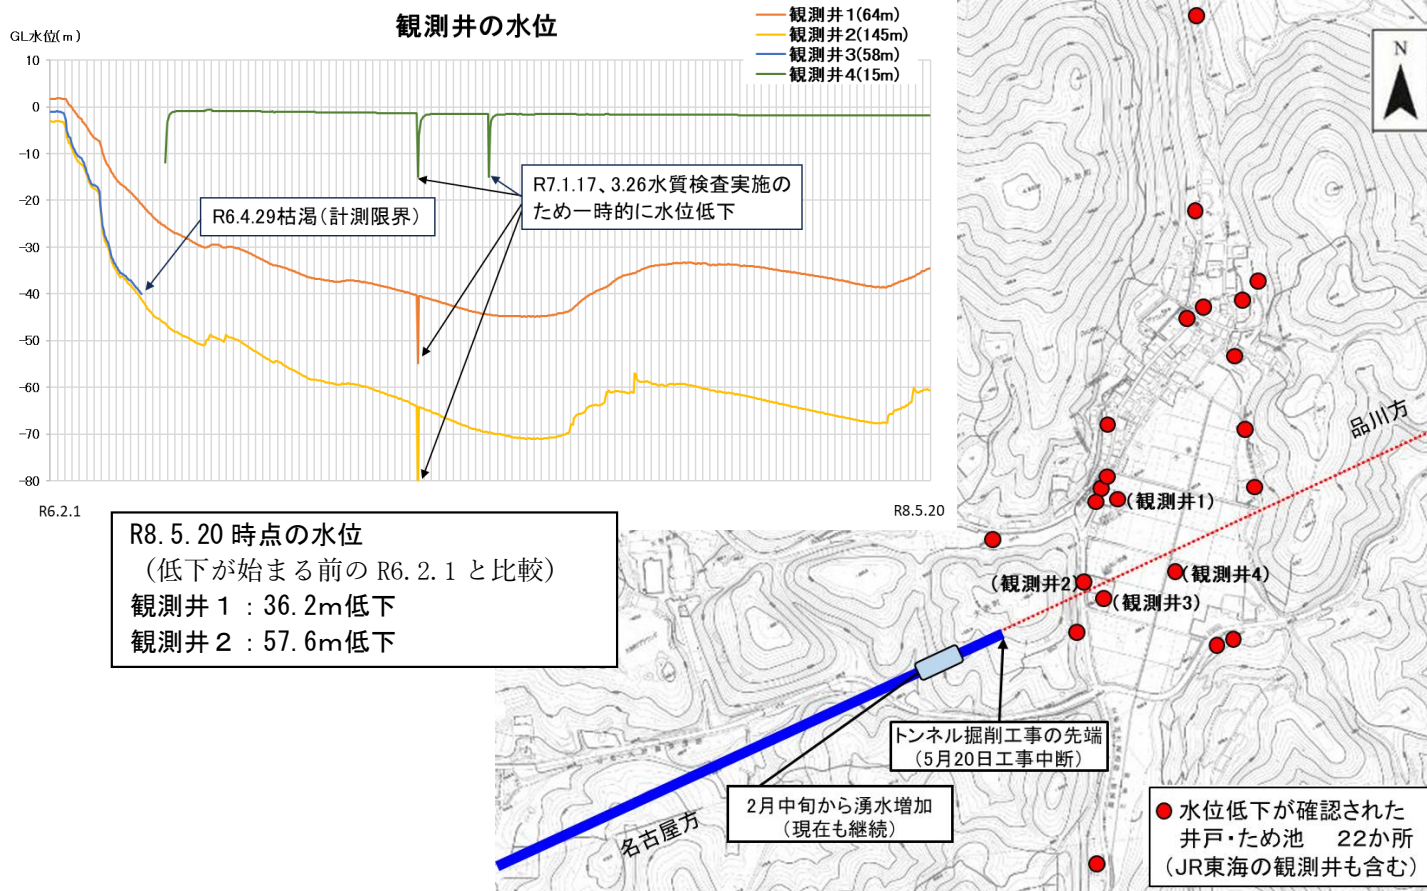 観測井の水位
GL水位(m)
観測井1(64m)
観測井2(145m)
観測井3(58m)
観測井4(15m)
10
0
-10
-20
-30
-40
-50
-60
-70
-80
R6.4.29枯渇(計測限界)
R7.1.17、3.26水質検査実施の
ため一時的に水位低下
R6.2.1
R8.5.20
R8.5.20 時点の水位
(低下が始まる前の R6.2.1 と比較)
観測井1:36.2m低下
観測井2:57.6m低下
N
品川方
(観測井1)
(観測井2)
(観測井4)
(観測井3)
トンネル掘削工事の先端
(5月20日工事中断)
2月中旬から湧水増加
(現在も継続)
名古屋方
水位低下が確認された
井戸・ため池 22か所
(JR東海の観測井も含む)